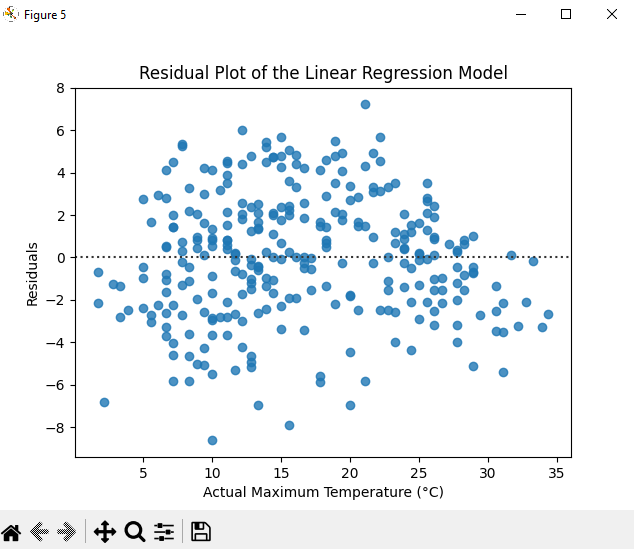 Figure 5
Residual Plot of the Linear Regression Model
8
6
4
2
0
−2
−4
−6
−8
Residuals
5 10 15 20 25 30 35
Actual Maximum Temperature (°C)